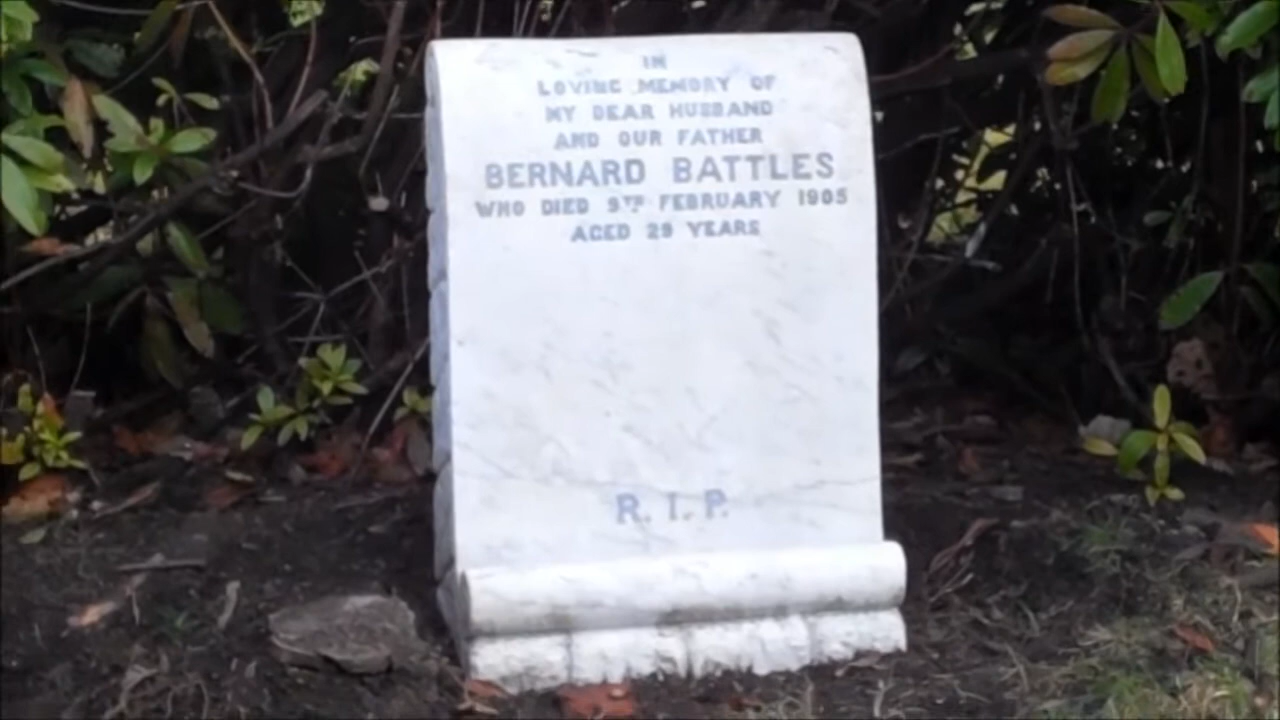 IN
LOVING MEMORY OF
MY DEAR HUSBAND
AND OUR FATHER
BERNARD BATTLES
WHO DIED 9TH FEBRUARY 1905
AGED 29 YEARS
R. I. P.